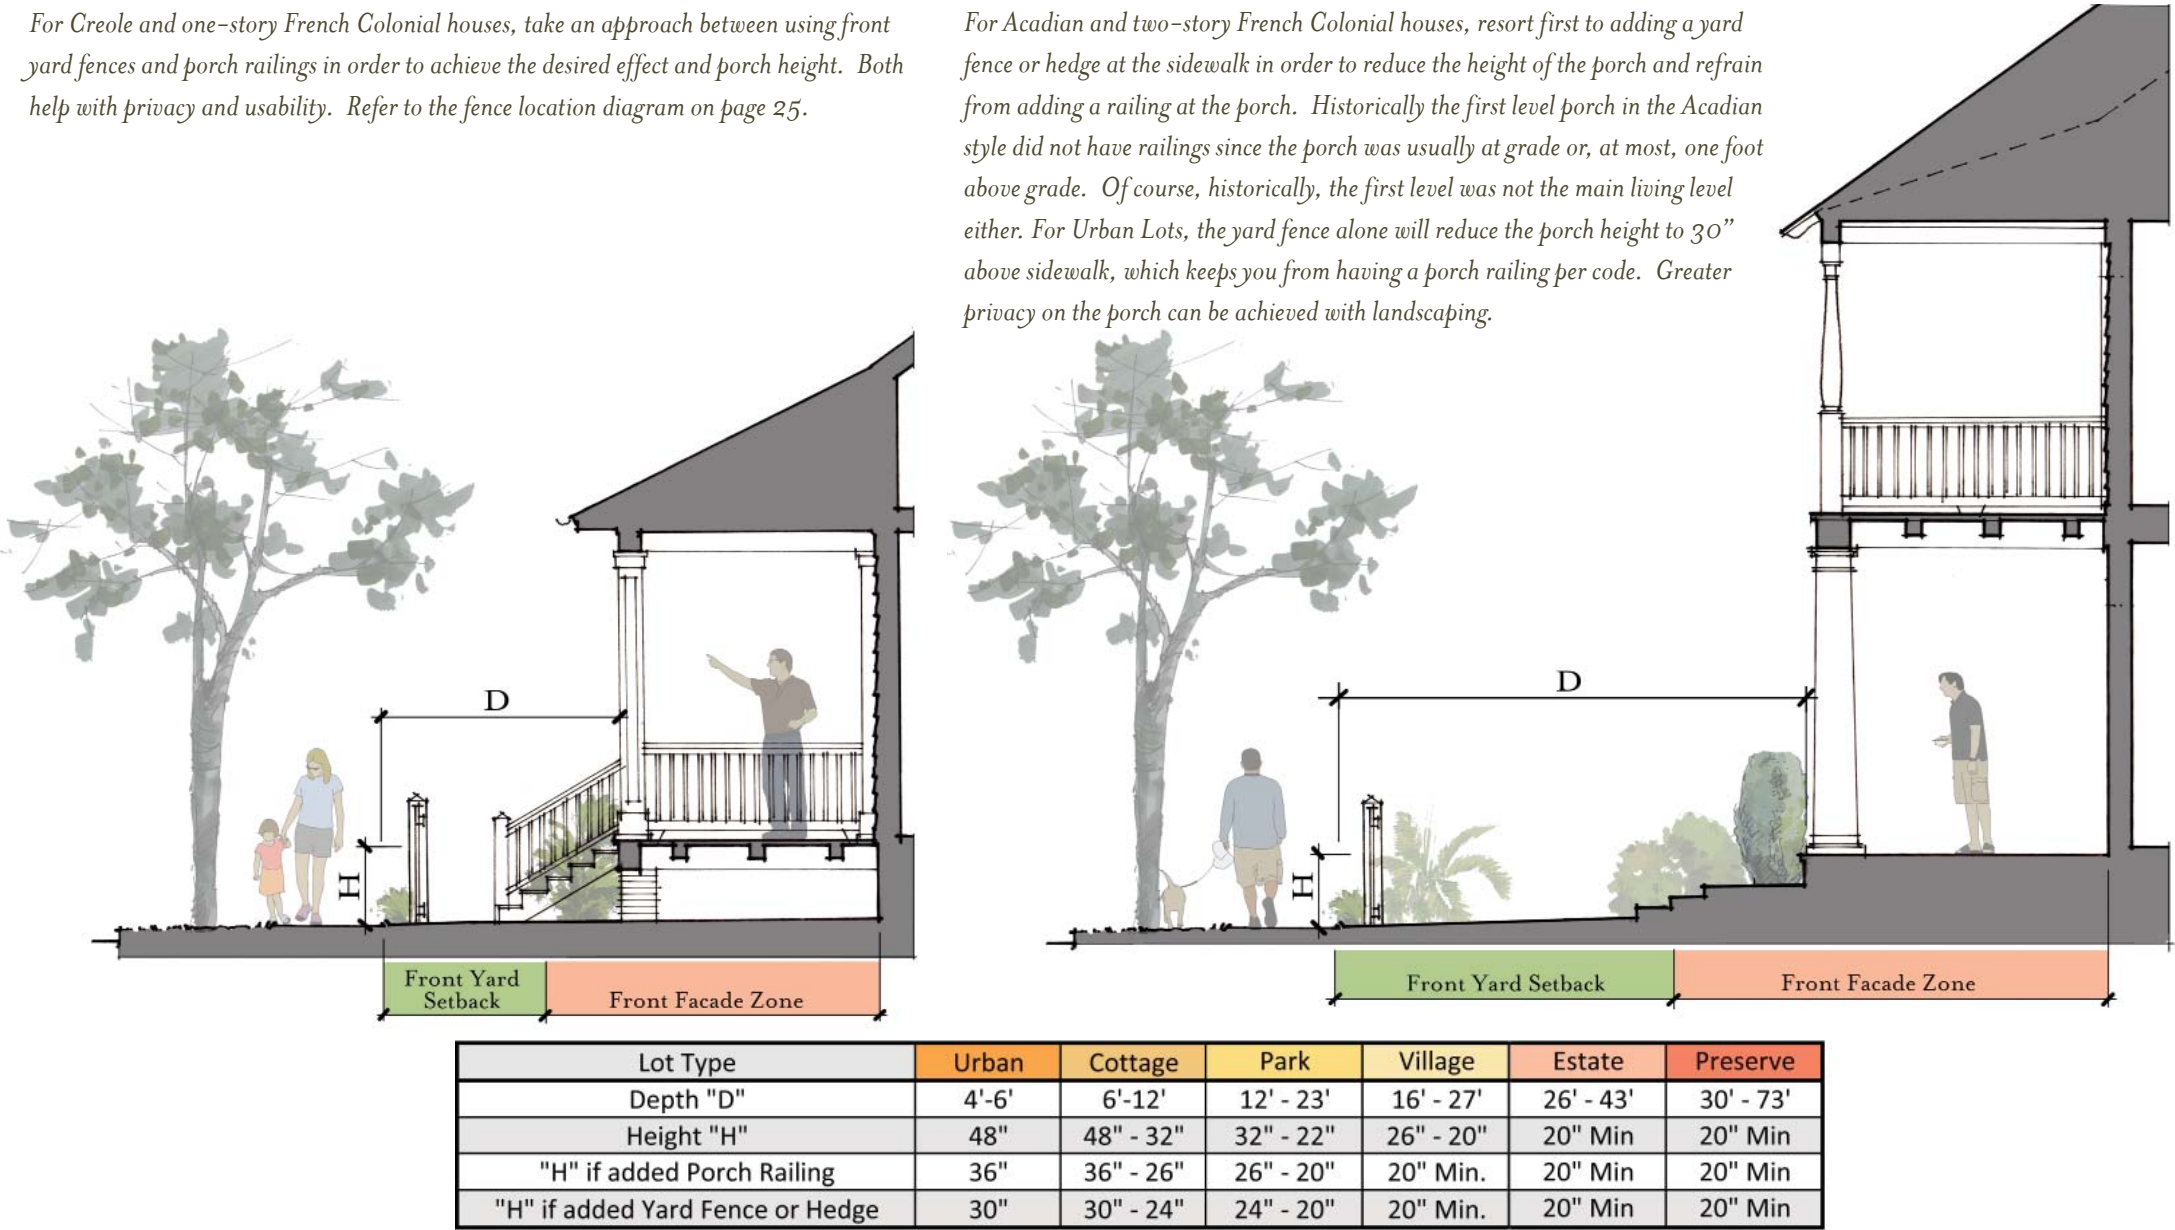 For Creole and one-story French Colonial houses, take an approach between using front
yard fences and porch railings in order to achieve the desired effect and porch height.  Both
help with privacy and usability.  Refer to the fence location diagram on page 25.
For Acadian and two-story French Colonial houses, resort first to adding a yard
fence or hedge at the sidewalk in order to reduce the height of the porch and refrain
from adding a railing at the porch.  Historically the first level porch in the Acadian
style did not have railings since the porch was usually at grade or, at most, one foot
above grade.  Of course, historically, the first level was not the main living level
either. For Urban Lots, the yard fence alone will reduce the porch height to 30”
above sidewalk, which keeps you from having a porch railing per code.  Greater
privacy on the porch can be achieved with landscaping.
D
H
Front Yard
Setback
Front Facade Zone
D
H
Front Yard Setback
Front Facade Zone
Lot Type Urban Cottage Park Village Estate Preserve
Depth "D" 4'-6' 6'-12' 12' - 23' 16' - 27' 26' - 43' 30' - 73'
Height "H" 48" 48" - 32" 32" - 22" 26" - 20" 20" Min 20" Min
"H" if added Porch Railing 36" 36" - 26" 26" - 20" 20" Min. 20" Min 20" Min
"H" if added Yard Fence or Hedge 30" 30" - 24" 24" - 20" 20" Min. 20" Min 20" Min